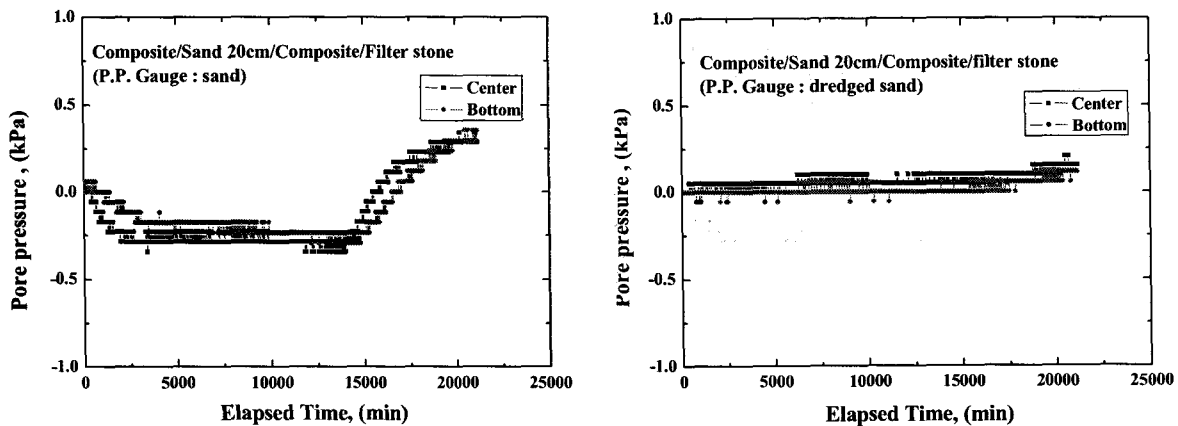 1.0
0.5
0.0
-0.5
-1.0
Pore pressure , (kPa)
Composite/Sand 20cm/Composite/Filter stone
(P.P. Gauge : sand)
Center
Bottom
0 5000 10000 15000 20000 25000
Elapsed Time, (min)
1.0
0.5
0.0
-0.5
-1.0
Pore pressure , (kPa)
Composite/Sand 20cm/Composite/filter stone
(P.P. Gauge : dredged sand)
Center
Bottom
0 5000 10000 15000 20000 25000
Elapsed Time, (min)